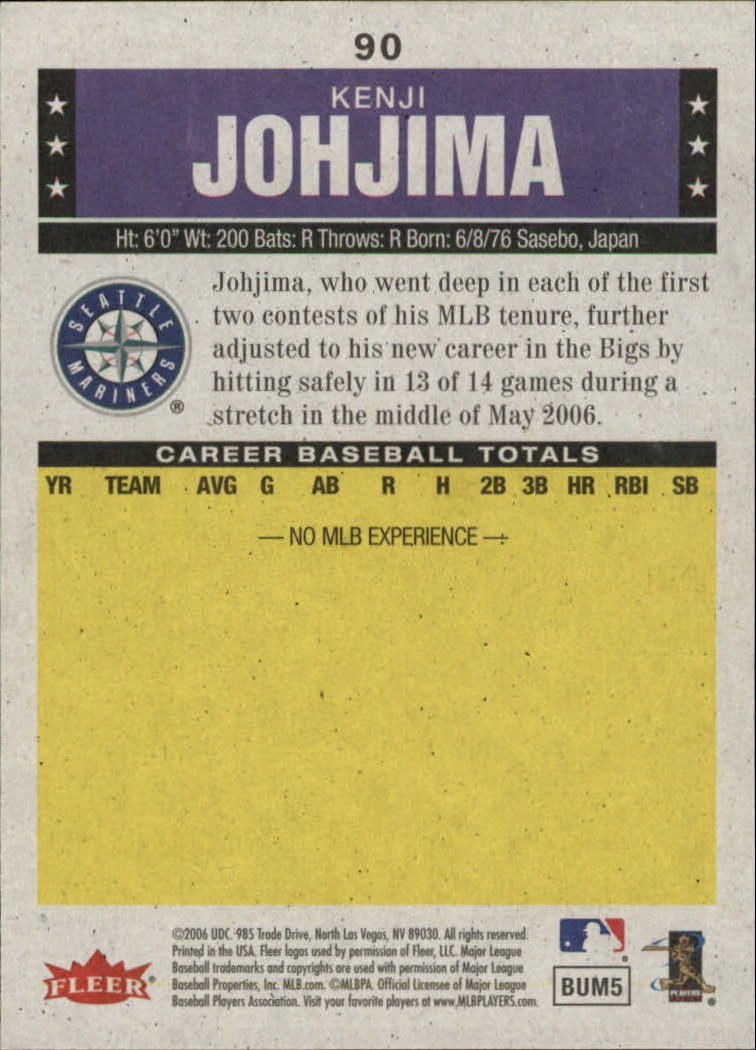 90
KENJI
JOHJIMA
Ht: 6'0" Wt: 200 Bats: R Throws: R Born: 6/8/76 Sasebo, Japan
SEATTLE
MARINERS
®
Johjima, who went deep in each of the first
two contests of his MLB tenure, further
adjusted to his new career in the Bigs by
hitting safely in 13 of 14 games during a
stretch in the middle of May 2006.
CAREER BASEBALL TOTALS
YR TEAM AVG G AB R H 2B 3B HR RBI SB
— NO MLB EXPERIENCE —
FLEER®
©2006 UDC. 985 Trade Drive, North Las Vegas, NV 89030. All rights reserved.
Printed in the USA. Fleer logos used by permission of Fleer, LLC. Major League
Baseball trademarks and copyrights are used with permission of Major League
Baseball Properties, Inc. MLB.com. ©MLBPA. Official Licensee of Major League
Baseball Players Association. Visit your favorite players at www.MLBPLAYERS.com.
®
BUM5
PLAYERS
®